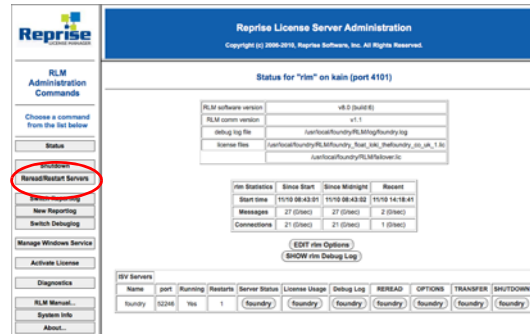 Reprise
LICENSE MANAGER
RLM
Administration
Commands
Choose a command
from the list below
Status
Shutdown
Reread/Restart Servers
Switch Reportlog
New Reportlog
Switch Debuglog
Manage Windows Service
Activate License
Diagnostics
RLM Manual...
System Info
About...
Reprise License Server Administration
Copyright (c) 2006-2010, Reprise Software, Inc. All Rights Reserved.
Status for "rlm" on kain (port 4101)
RLM software version v8.0 (build:6)
RLM comm version v1.1
debug log file /usr/local/foundry/RLM/log/foundry.log
license files /usr/local/foundry/RLM/foundry_float_loki_thefoundry_co_uk_1.lic
/usr/local/foundry/RLM/failover.lic
rlm Statistics Since Start Since Midnight Recent
Start time 11/10 08:43:01 11/10 08:43:02 11/10 14:18:41
Messages 27 (0/sec) 27 (0/sec) 2 (0/sec)
Connections 21 (0/sec) 21 (0/sec) 1 (0/sec)
EDIT rlm Options
SHOW rlm Debug Log
ISV Servers
Name port Running Restarts Server Status License Usage Debug Log REREAD OPTIONS TRANSFER SHUTDOWN
foundry 52246 Yes 1 foundry foundry foundry foundry foundry foundry foundry